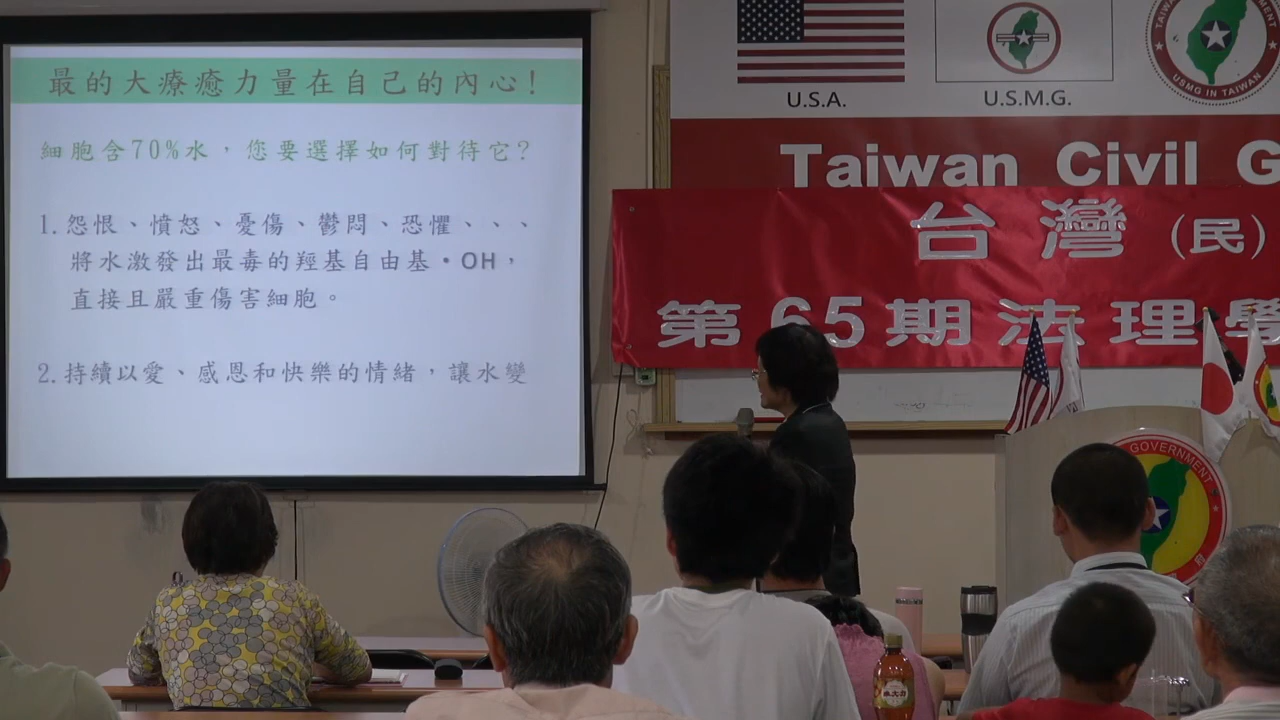 最的大療癒力量在自己的內心!
細胞含70%水，您要選擇如何對待它?
1.怨恨、憤怒、憂傷、鬱悶、恐懼、、、
將水激發出最毒的羥基自由基•OH，
直接且嚴重傷害細胞。
2.持續以愛、感恩和快樂的情緒，讓水變
U.S.A.
U.S.M.G.
USMG IN TAIWAN
Taiwan Civil G
台灣(民)
第65期法理學
GOVERNMENT